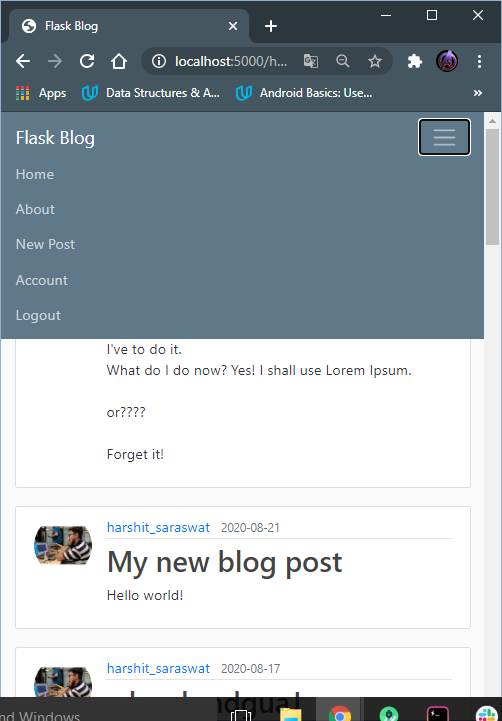 Flask Blog
localhost:5000/h...
Apps
Data Structures & A...
Android Basics: Use...
Flask Blog
Home
About
New Post
Account
Logout
I've to do it.
What do I do now? Yes! I shall use Lorem Ipsum.
or????
Forget it!
harshit_saraswat 2020-08-21
My new blog post
Hello world!
harshit_saraswat 2020-08-17
nd Windows